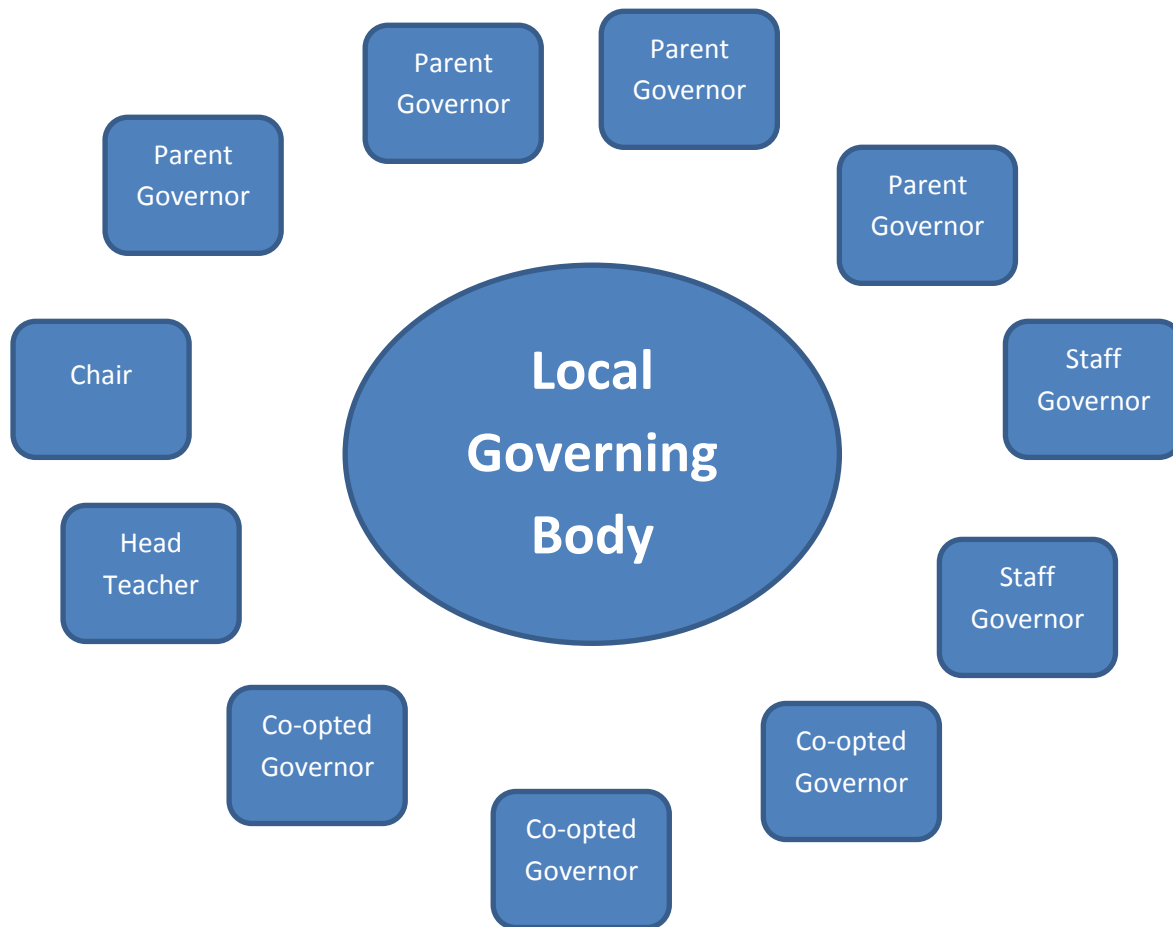 Parent
Governor
Parent
Governor
Parent
Governor
Parent
Governor
Chair
Local
Governing
Body
Staff
Governor
Head
Teacher
Staff
Governor
Co-opted
Governor
Co-opted
Governor
Co-opted
Governor